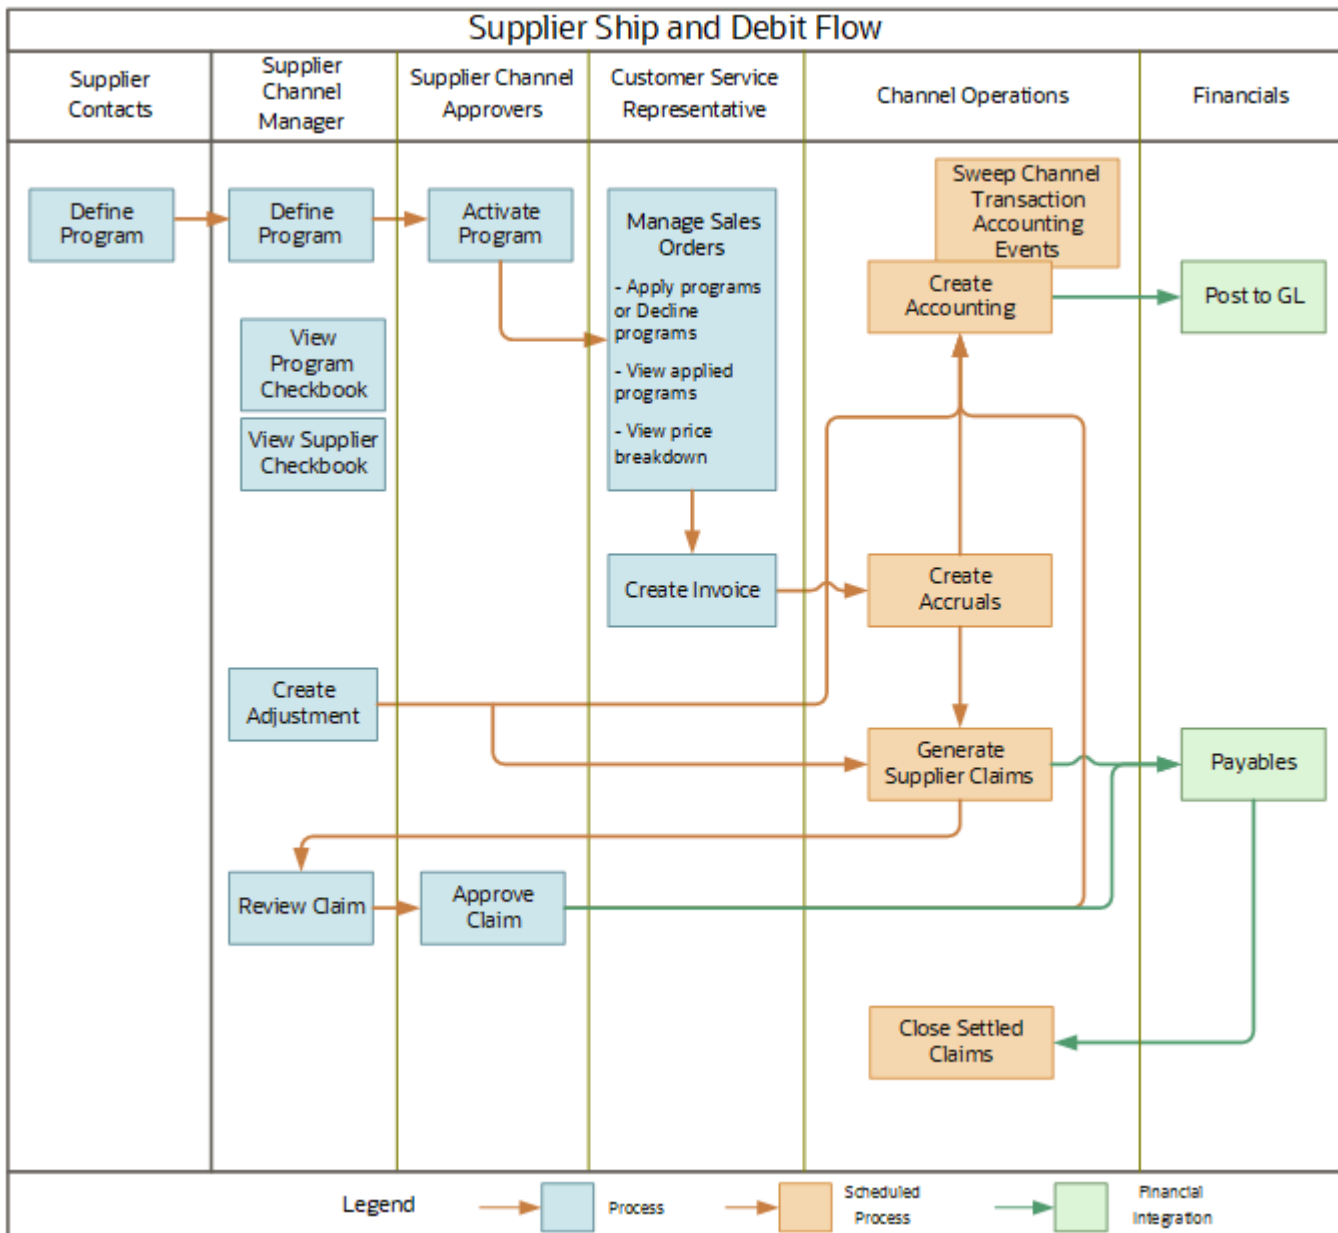 Supplier Ship and Debit Flow
Supplier
Contacts
Supplier
Channel
Manager
Supplier Channel
Approvers
Customer Service
Representative
Channel Operations
Financials
Define
Program
Define
Program
Activate
Program
Manage Sales
Orders
- Apply programs
or Decline
programs
- View applied
programs
- View price
breakdown
Sweep Channel
Transaction
Accounting
Events
Create
Accounting
Post to GL
View
Program
Checkbook
View Supplier
Checkbook
Create Invoice
Create
Accruals
Create
Adjustment
Generate
Supplier Claims
Payables
Review Claim
Approve
Claim
Close Settled
Claims
Legend
Process
Scheduled
Process
Financial
Integration